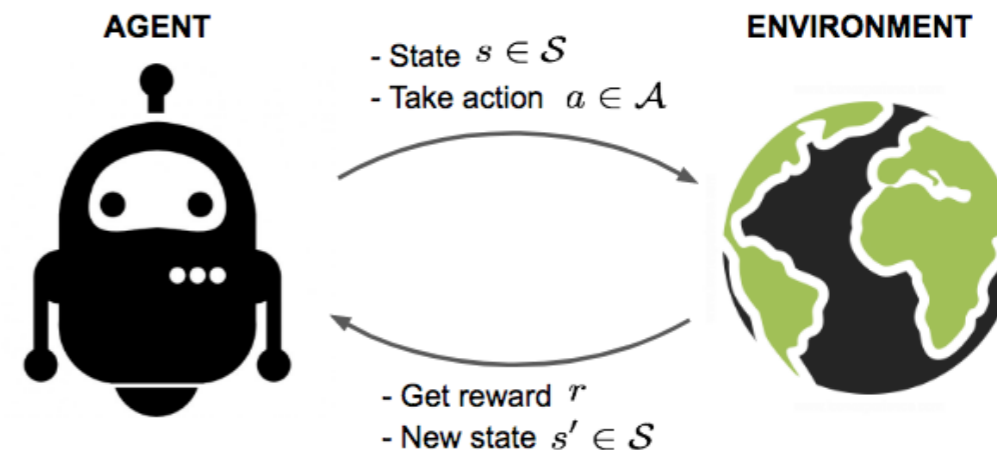 AGENT
ENVIRONMENT
- State s ∈ 𝒮
- Take action a ∈ 𝒜
- Get reward r
- New state s′ ∈ 𝒮